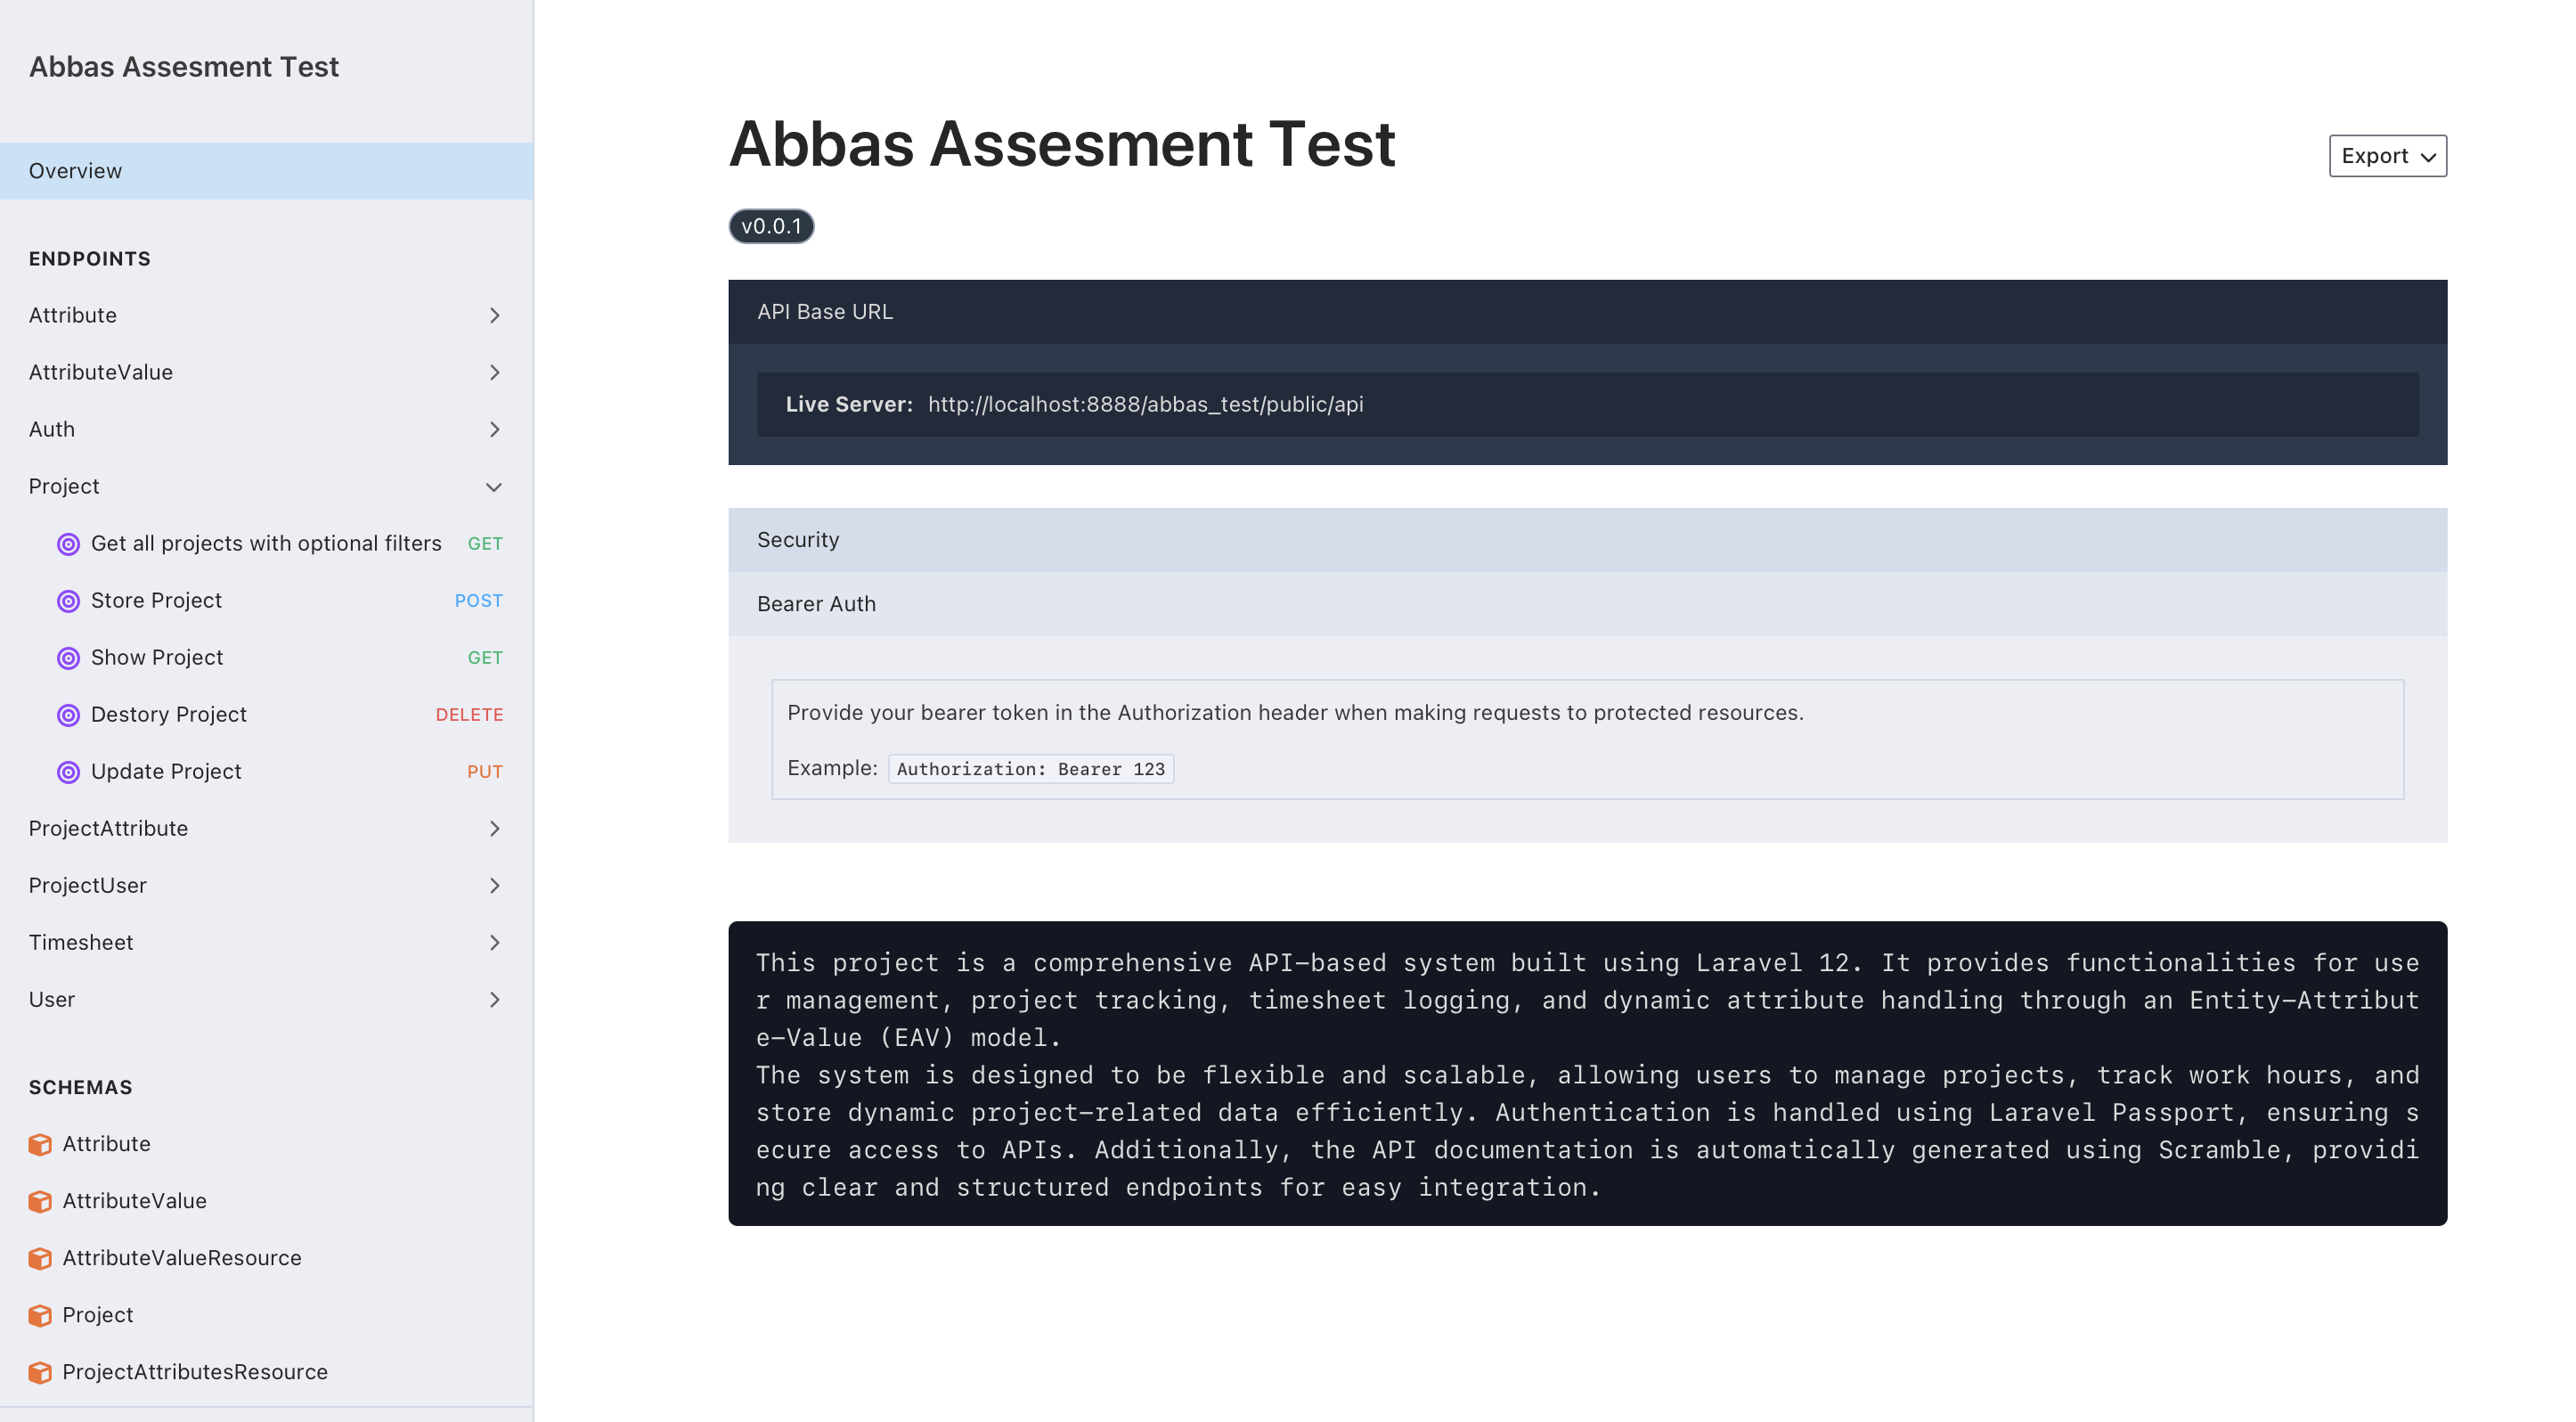 Abbas Assesment Test
Overview
ENDPOINTS
Attribute
AttributeValue
Auth
Project
Get all projects with optional filters GET
Store Project POST
Show Project GET
Destory Project DELETE
Update Project PUT
ProjectAttribute
ProjectUser
Timesheet
User
SCHEMAS
Attribute
AttributeValue
AttributeValueResource
Project
ProjectAttributesResource
Abbas Assesment Test
Export
v0.0.1
API Base URL
Live Server: http://localhost:8888/abbas_test/public/api
Security
Bearer Auth
Provide your bearer token in the Authorization header when making requests to protected resources.
Example: Authorization: Bearer 123
This project is a comprehensive API-based system built using Laravel 12. It provides functionalities for use
r management, project tracking, timesheet logging, and dynamic attribute handling through an Entity-Attribut
e-Value (EAV) model.
The system is designed to be flexible and scalable, allowing users to manage projects, track work hours, and
store dynamic project-related data efficiently. Authentication is handled using Laravel Passport, ensuring s
ecure access to APIs. Additionally, the API documentation is automatically generated using Scramble, providi
ng clear and structured endpoints for easy integration.